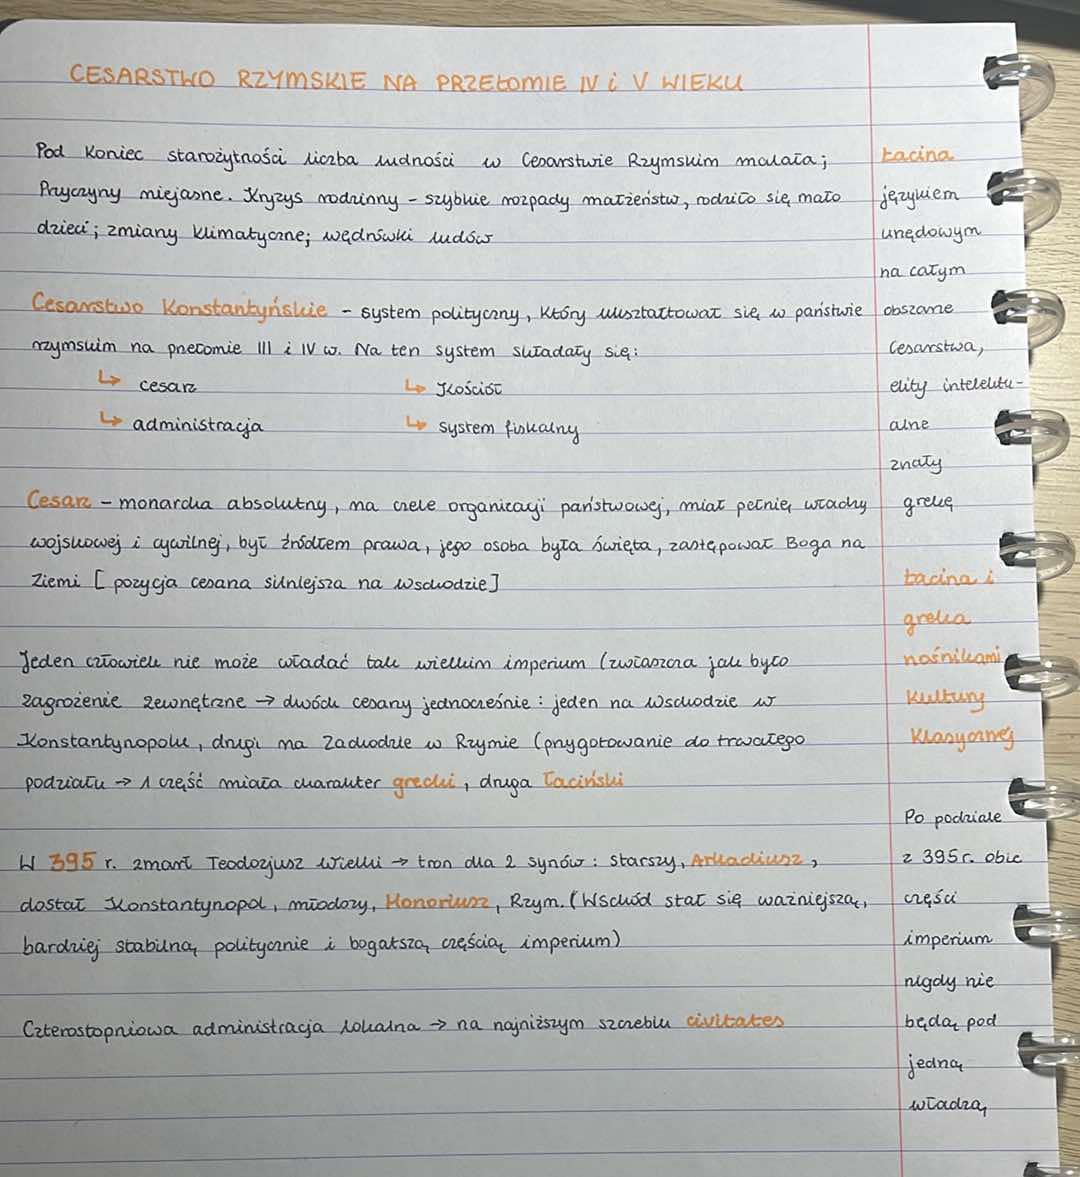 CESARSTWO RZYMSKIE NA PRZEŁOMIE IV i V WIEKU
Pod koniec starożytności liczba ludności w Cesarstwie Rzymskim malała;
Przyczyny niejasne. Kryzys rodzinny - szybkie rozpady małżeństw, rodziło się mało
dzieci; zmiany klimatyczne; wędrówki ludów
Cesarstwo Konstantyńskie - system polityczny, który ukształtował się w państwie
rzymskim na przełomie III i IV w. Na ten system składały się:
↳ cesarz ↳ Kościół
↳ administracja ↳ system fiskalny
Cesarz - monarcha absolutny, na czele organizacji państwowej, miał pełnię władzy
wojskowej i cywilnej, był źródłem prawa, jego osoba była święta, zastępował Boga na
Ziemi [pozycja cesarza silniejsza na wschodzie]
Jeden człowiek nie może władać tak wielkim imperium (zwłaszcza jak było
zagrożenie zewnętrzne → dwóch cesarzy jednocześnie: jeden na Wschodzie w
Konstantynopolu, drugi na Zachodzie w Rzymie (przygotowanie do trwałego
podziału → 1 część miała charakter grecki, druga łaciński
W 395 r. zmarł Teodozjusz Wielki → tron dla 2 synów: starszy, Arkadiusz,
dostał Konstantynopol, młodszy, Honoriusz, Rzym. (Wschód stał się ważniejszą,
bardziej stabilną politycznie i bogatszą częścią imperium)
Czterostopniowa administracja lokalna → na najniższym szczeblu civitates
Łacina
językiem
urzędowym
na całym
obszarze
cesarstwa,
elity intelektu-
alne
znały
grekę
Łacina i
greka
nośnikami
kultury
klasycznej
Po podziale
z 395 r. obie
części
imperium
nigdy nie
będą pod
jedną
władzą